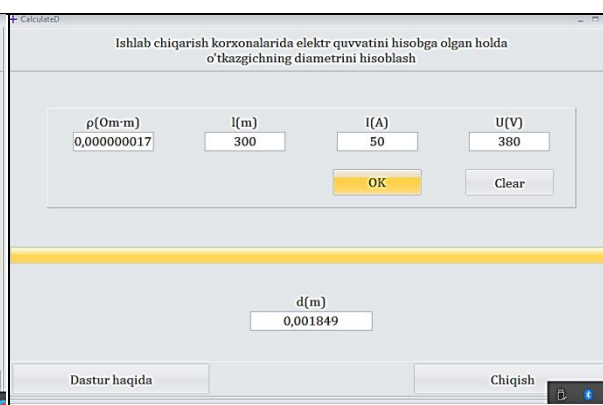 CalculateD
Ishlab chiqarish korxonalarida elektr quvvatini hisobga olgan holda
o'tkazgichning diametrini hisoblash
ρ(Om·m) l(m) I(A) U(V)
0,000000017 300 50 380
OK Clear
d(m)
0,001849
Dastur haqida Chiqish